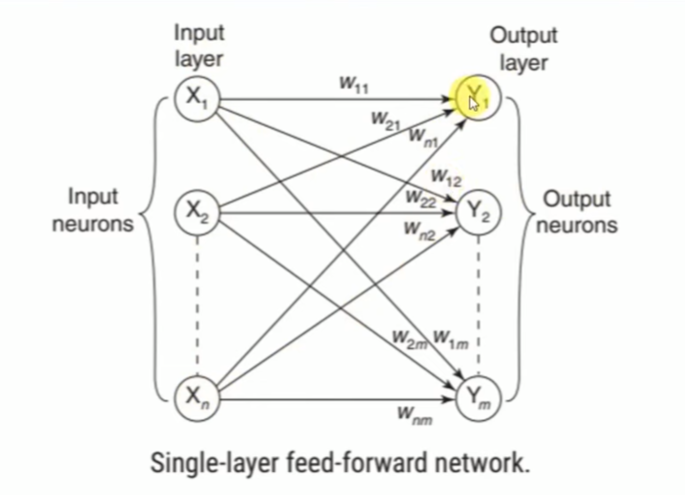 Input
layer
Output
layer
X1
W11
Y1
W21
Wn1
W12
Input
neurons
X2
W22
Y2
Output
neurons
Wn2
W2m
W1m
Xn
Ym
Wnm
Single-layer feed-forward network.